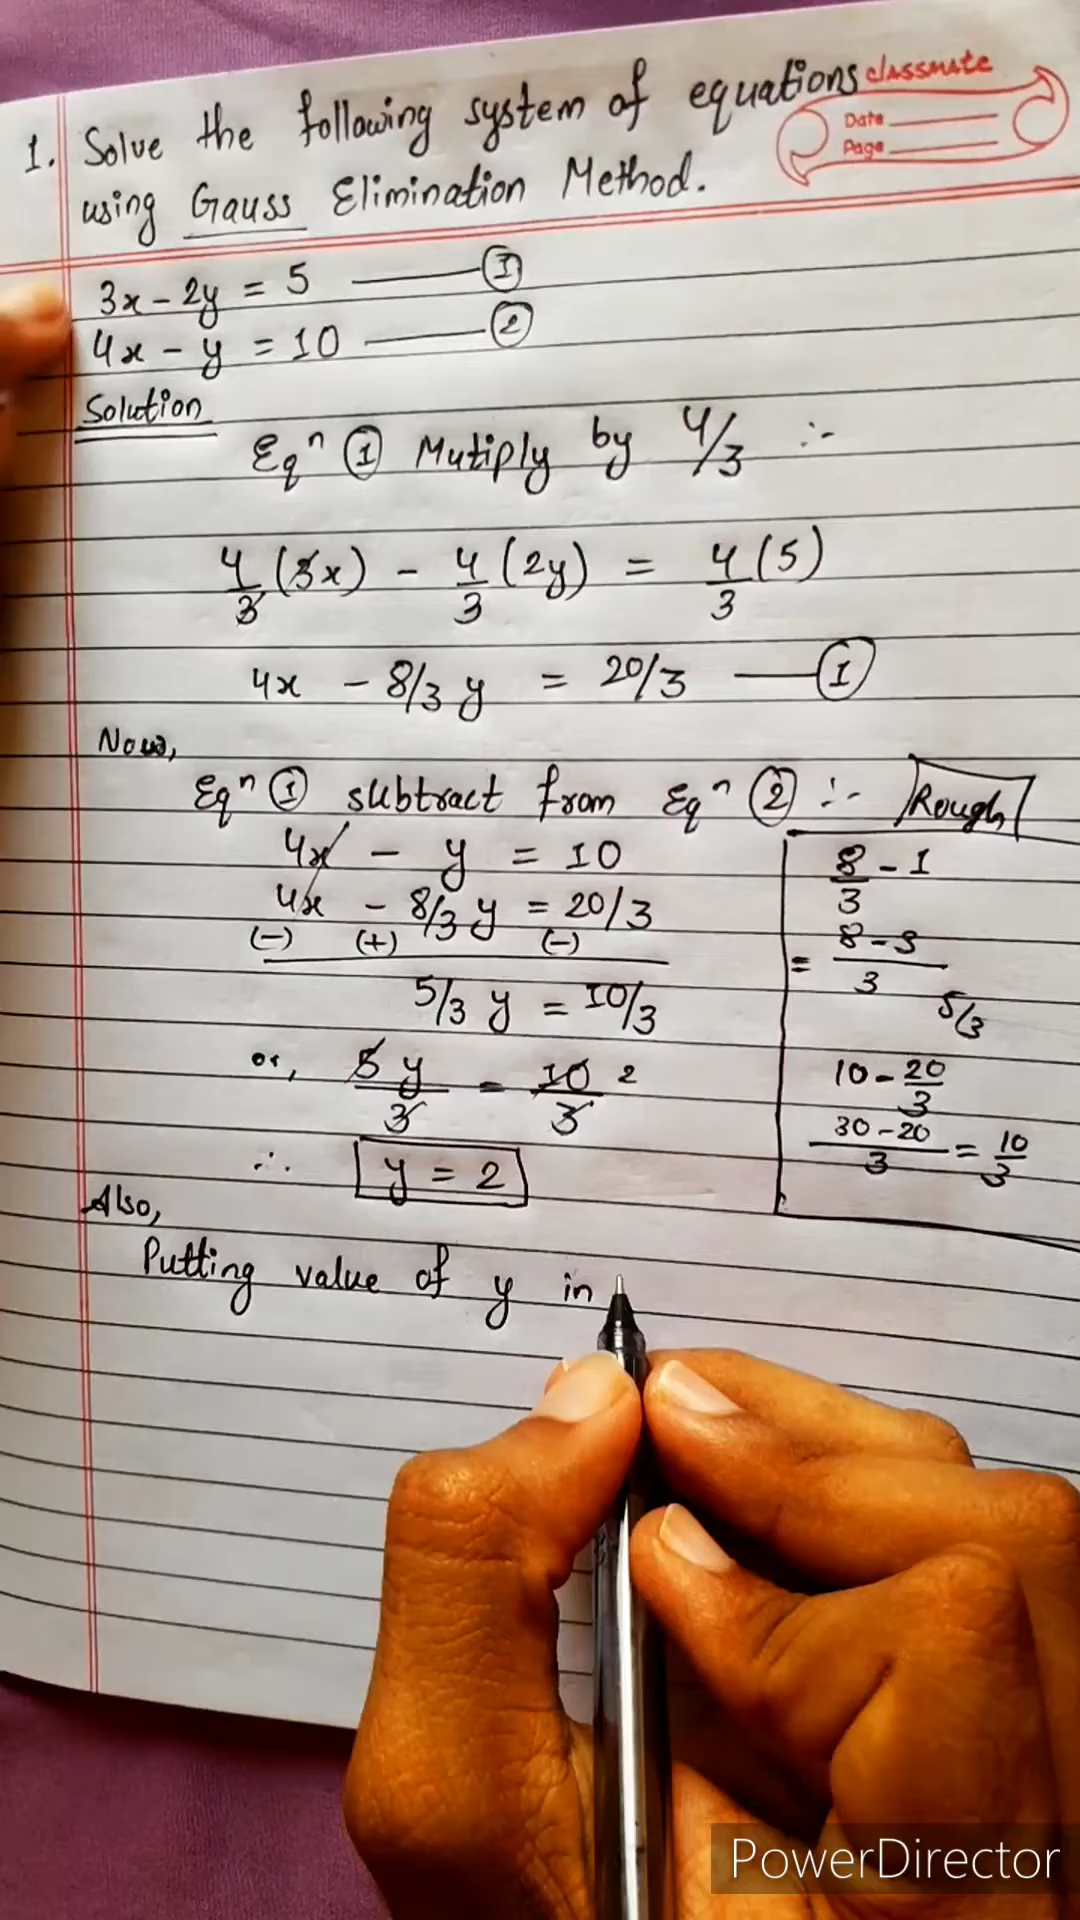 classmate
Date
Page
1. Solve the following system of equations
using Gauss Elimination Method.
3x - 2y = 5 —— ①
4x - y = 10 —— ②
Solution
Eqⁿ ① Mutiply by 4/3 :-
4/3 (3x) - 4/3 (2y) = 4/3 (5)
4x - 8/3 y = 20/3 —— ①
Now,
Eqⁿ ① subtract from Eqⁿ ② :-
4x - y = 10
4x - 8/3 y = 20/3
(-) (+) (-)
5/3 y = 10/3
or, 5y/3 = 10/3 2
∴ y = 2
Rough
8/3 - 1
= 8-3/3
5/3
10 - 20/3
30-20/3 = 10/3
Also,
Putting value of y in
PowerDirector